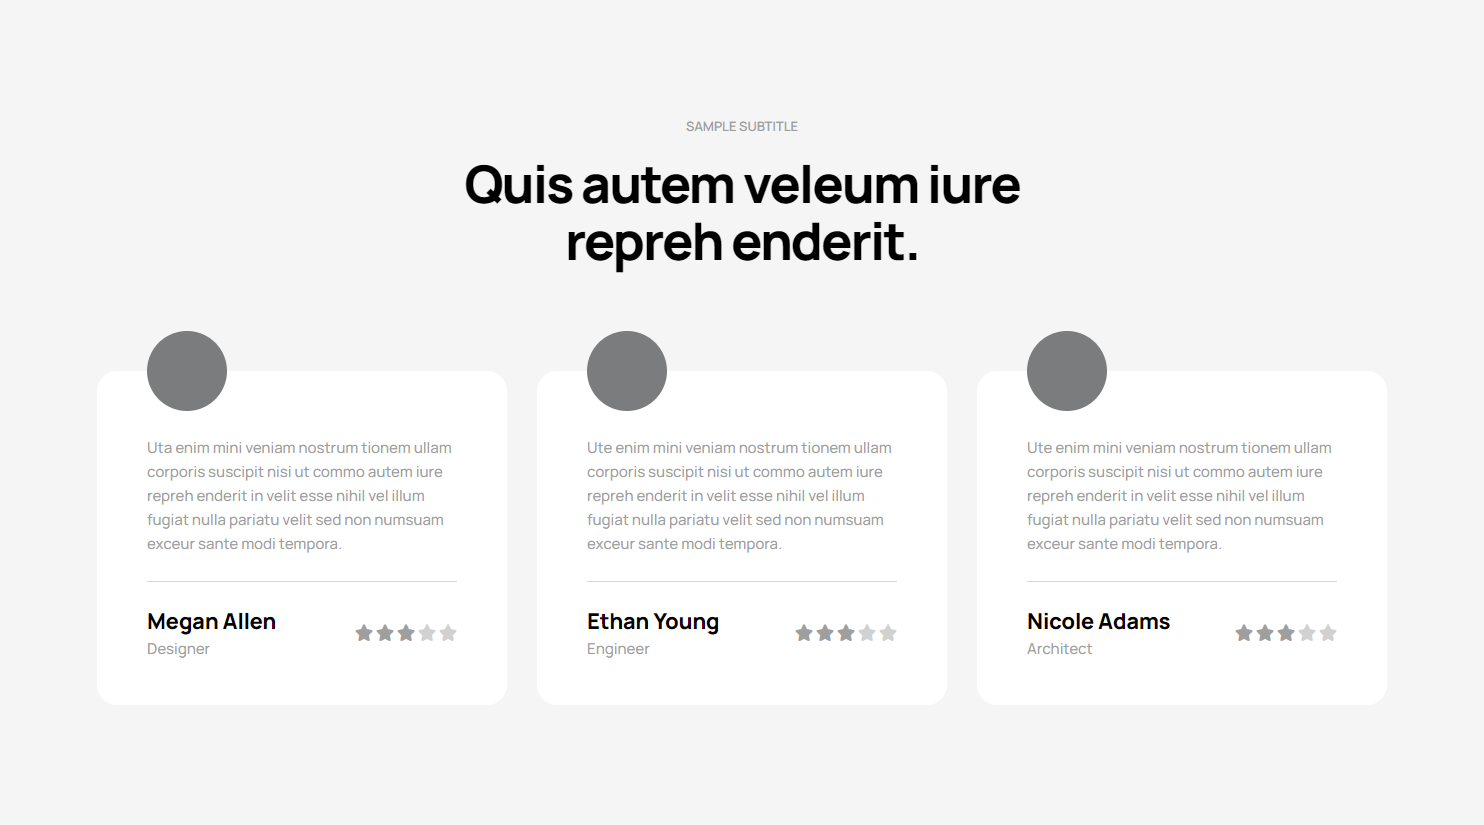 SAMPLE SUBTITLE
Quis autem veleum iure
repreh enderit.
Uta enim mini veniam nostrum tionem ullam
corporis suscipit nisi ut commo autem iure
repreh enderit in velit esse nihil vel illum
fugiat nulla pariatu velit sed non numsuam
exceur sante modi tempora.
Megan Allen
Designer
Ute enim mini veniam nostrum tionem ullam
corporis suscipit nisi ut commo autem iure
repreh enderit in velit esse nihil vel illum
fugiat nulla pariatu velit sed non numsuam
exceur sante modi tempora.
Ethan Young
Engineer
Ute enim mini veniam nostrum tionem ullam
corporis suscipit nisi ut commo autem iure
repreh enderit in velit esse nihil vel illum
fugiat nulla pariatu velit sed non numsuam
exceur sante modi tempora.
Nicole Adams
Architect